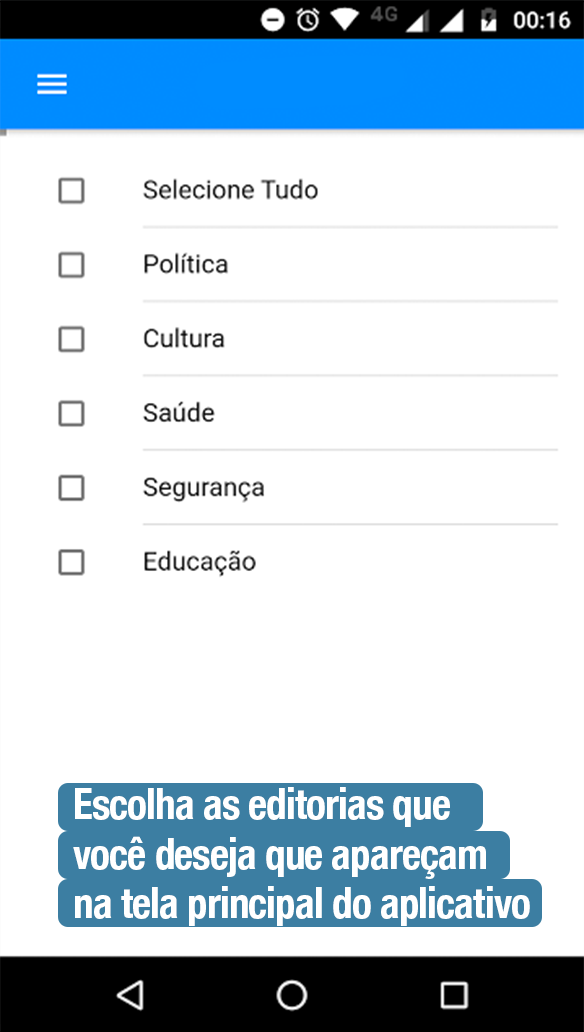 4G 00:16
Selecione Tudo
Política
Cultura
Saúde
Segurança
Educação
Escolha as editorias que
você deseja que apareçam
na tela principal do aplicativo